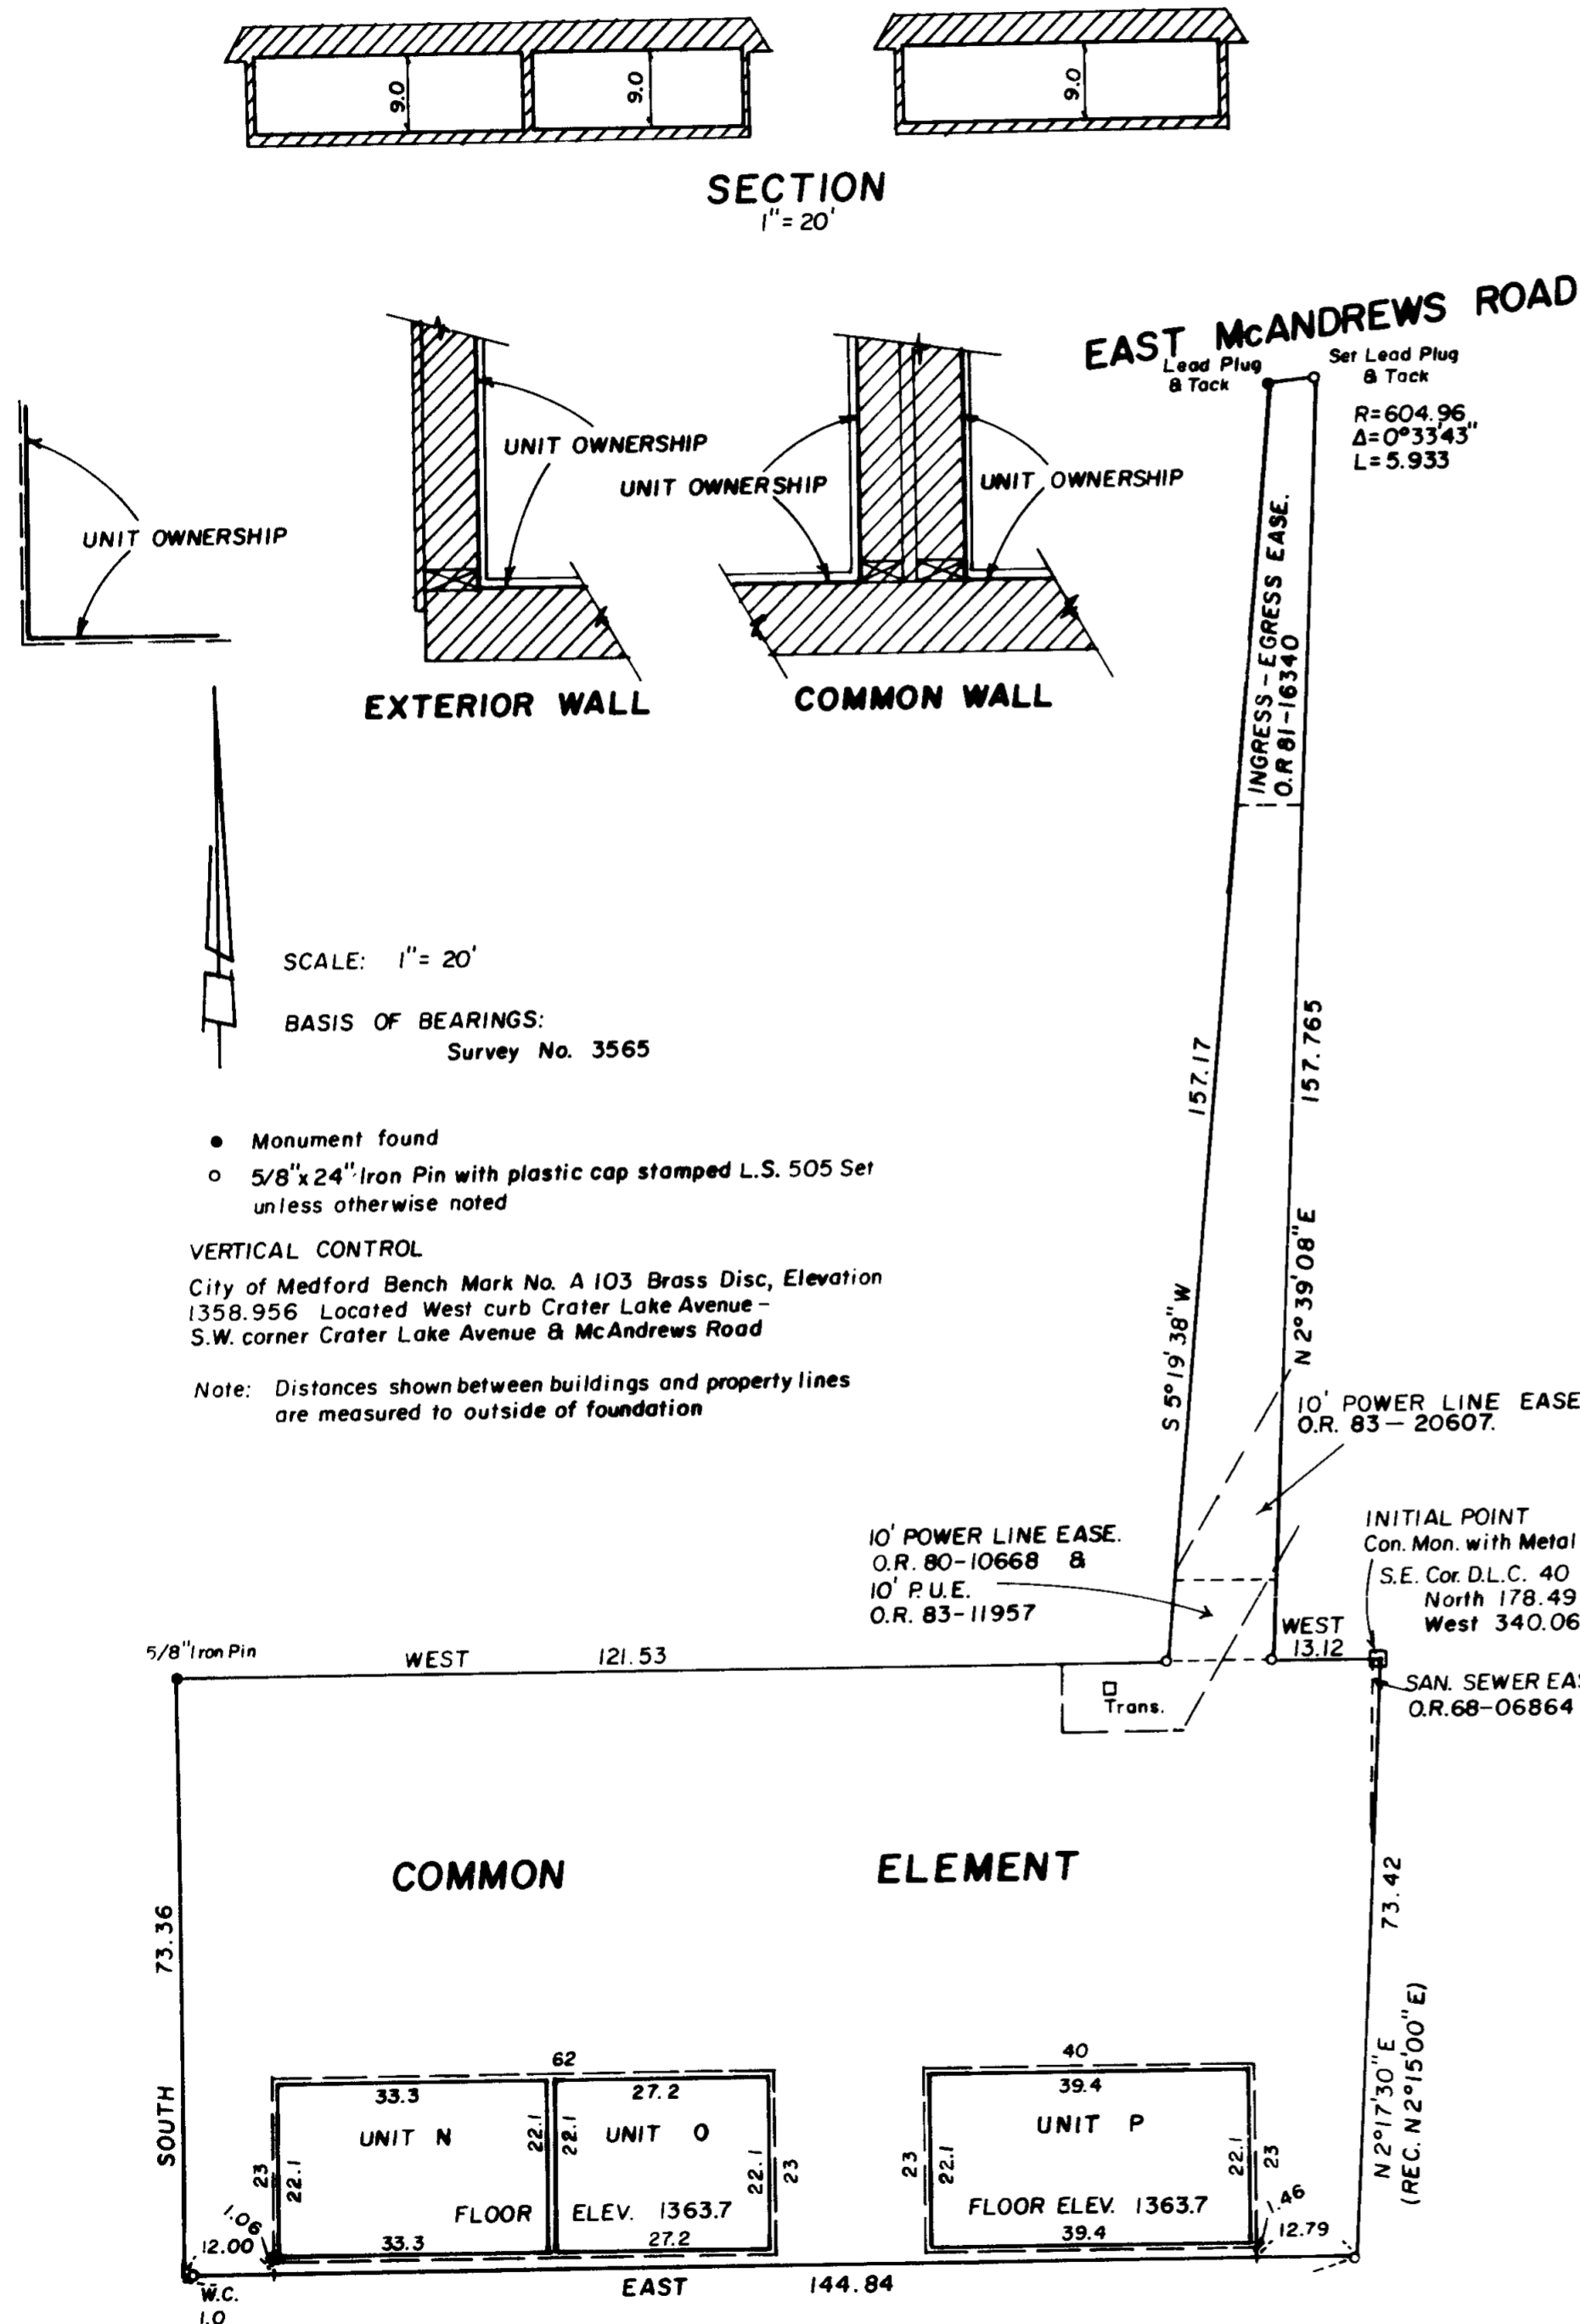 9.0
9.0
9.0
SECTION
1" = 20'
EAST McANDREWS ROAD
Lead Plug
& Tack
Set Lead Plug
& Tack
R=604.96
Δ=0°33'43"
L=5.933
UNIT OWNERSHIP
UNIT OWNERSHIP
UNIT OWNERSHIP
UNIT OWNERSHIP
EXTERIOR WALL
COMMON WALL
INGRESS-EGRESS EASE.
O.R 81-16340
SCALE: 1" = 20'
BASIS OF BEARINGS:
Survey No. 3565
157.17
157.765
S 5°19'38" W
N 2°39'08" E
Monument found
5/8" x 24" Iron Pin with plastic cap stamped L.S. 505 Set
unless otherwise noted
VERTICAL CONTROL
City of Medford Bench Mark No. A 103 Brass Disc, Elevation
1358.956 Located West curb Crater Lake Avenue -
S.W. corner Crater Lake Avenue & McAndrews Road
Note: Distances shown between buildings and property lines
are measured to outside of foundation
10' POWER LINE EASE
O.R. 83-20607.
10' POWER LINE EASE.
O.R. 80-10668 &
10' P.U.E.
O.R. 83-11957
INITIAL POINT
Con. Mon. with Metal
S.E. Cor. D.L.C. 40
North 178.49
West 340.06
WEST
13.12
5/8" Iron Pin
WEST 121.53
Trans.
SAN. SEWER EAS
O.R. 68-06864
COMMON ELEMENT
73.36
SOUTH
73.42
N 2°17'30" E
(REC. N 2°15'00" E)
62
40
33.3
27.2
39.4
UNIT N
UNIT O
UNIT P
23
22.1
22.1
22.1
22.1
23
23
22.1
22.1
23
FLOOR ELEV. 1363.7
FLOOR ELEV. 1363.7
33.3
27.2
39.4
1.06
12.00
1.46
12.79
W.C.
1.0
EAST 144.84